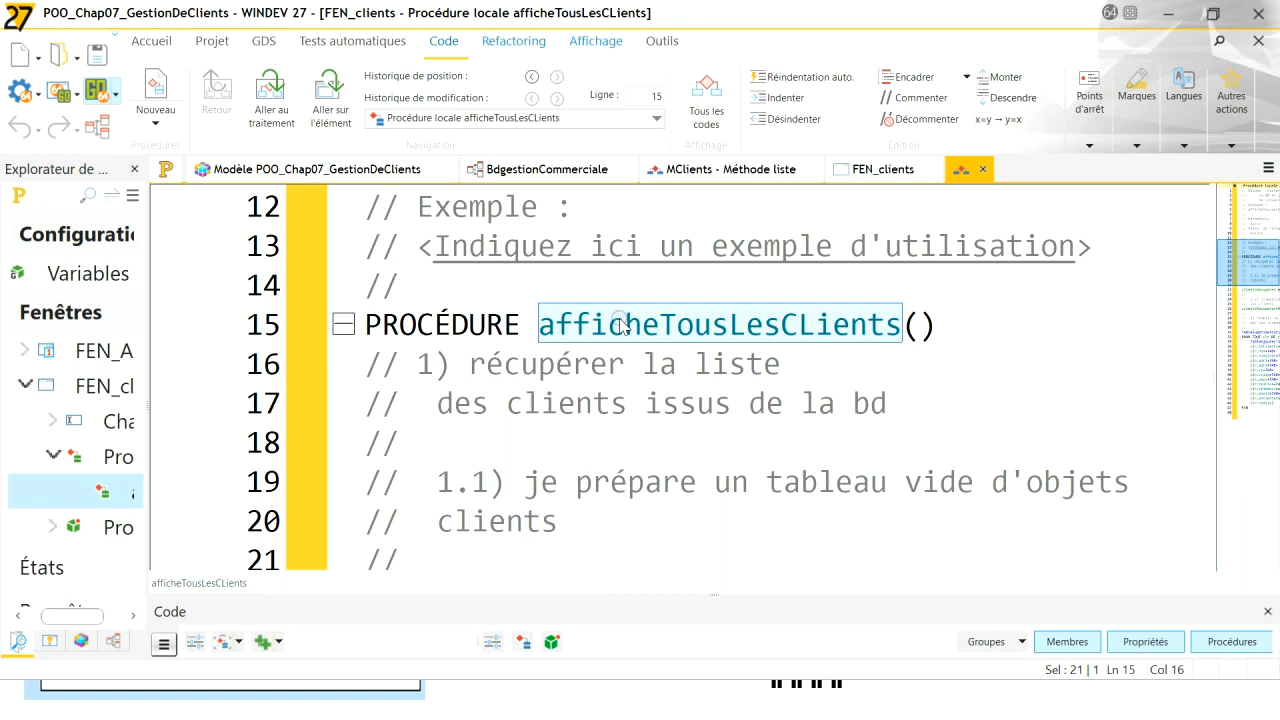 27 POO_Chap07_GestionDeClients - WINDEV 27 - [FEN_clients - Procédure locale afficheTousLesCLients]
64
Accueil Projet GDS Tests automatiques Code Refactoring Affichage Outils
GO
Nouveau
Procédures
Retour
Aller au traitement
Aller sur l'élément
Historique de position :
Historique de modification :
Ligne : 15
Procédure locale afficheTousLesCLients
Navigation
Tous les codes
Affichage
Réindentation auto.
Indenter
Désindenter
Encadrer
Commenter
Décommenter
Monter
Descendre
x=y → y=x
Edition
Points d'arrêt
Marques
Langues
Autres actions
Explorateur de ...
Modèle POO_Chap07_GestionDeClients
BdgestionCommerciale
MClients - Méthode liste
FEN_clients
Configurati
Variables
Fenêtres
FEN_A
FEN_cl
Cha
Pro
Pro
États
12 // Exemple :
13 // <Indiquez ici un exemple d'utilisation>
14 //
15 PROCÉDURE afficheTousLesCLients()
16 // 1) récupérer la liste
17 // des clients issus de la bd
18 //
19 // 1.1) je prépare un tableau vide d'objets
20 // clients
21 //
afficheTousLesCLients
Code
Groupes Membres Propriétés Procédures
Sel : 21 | 1 Ln 15 Col 16